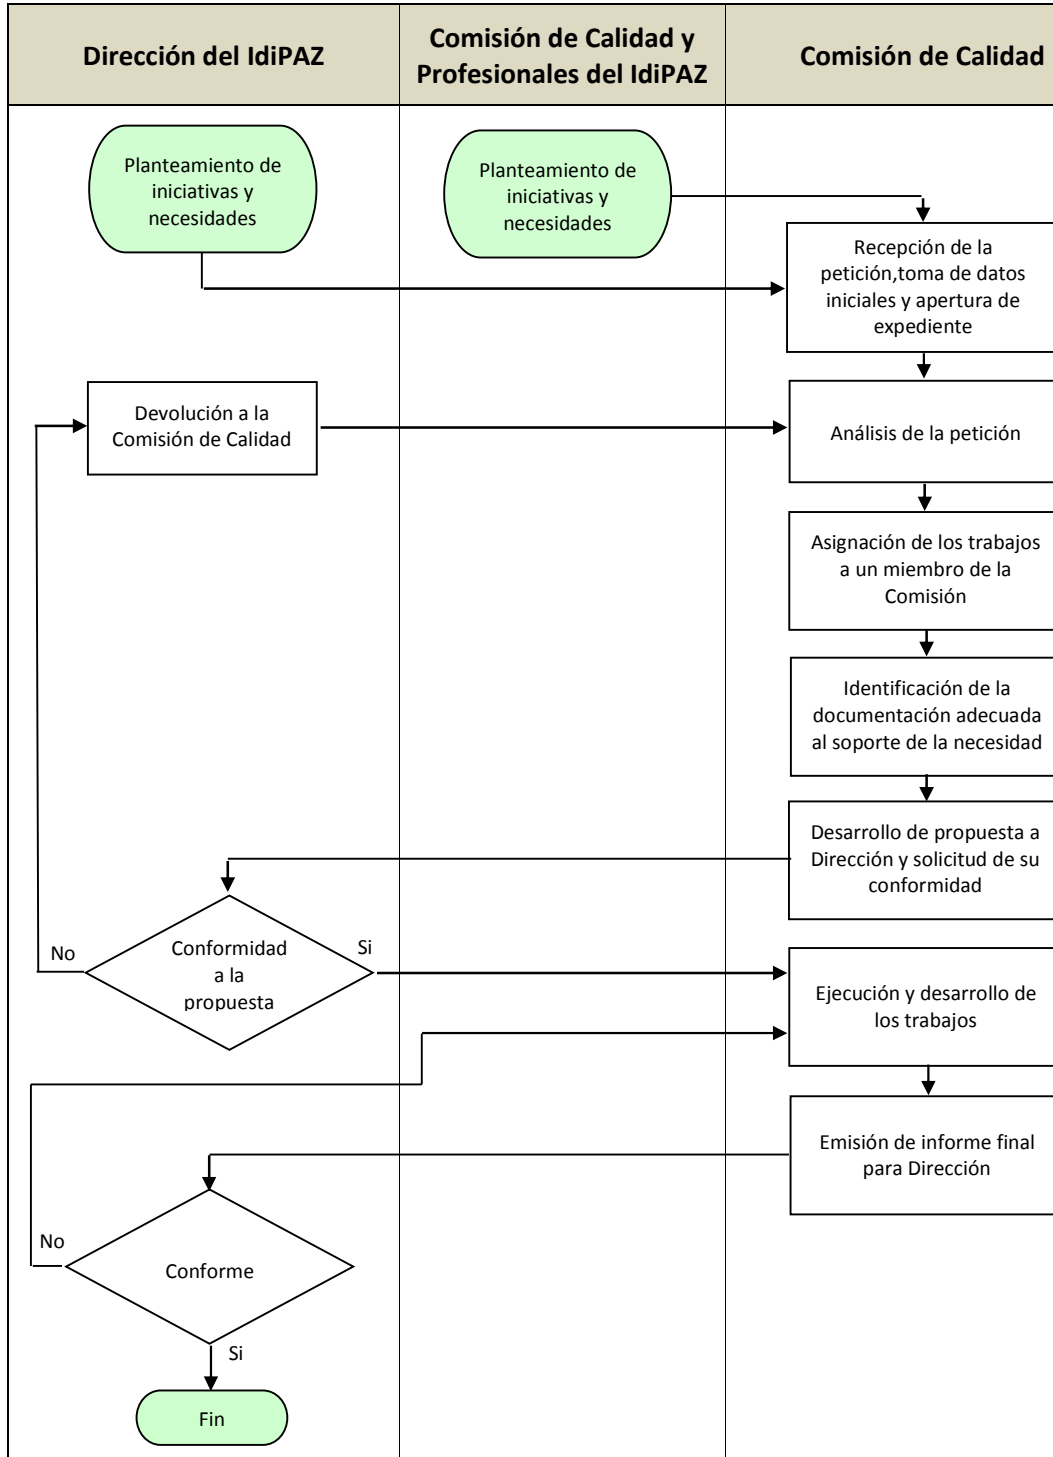 Dirección del IdiPAZ
Comisión de Calidad y
Profesionales del IdiPAZ
Comisión de Calidad
Planteamiento de
iniciativas y
necesidades
Planteamiento de
iniciativas y
necesidades
Recepción de la
petición,toma de datos
iniciales y apertura de
expediente
Devolución a la
Comisión de Calidad
Análisis de la petición
Asignación de los trabajos
a un miembro de la
Comisión
Identificación de la
documentación adecuada
al soporte de la necesidad
Desarrollo de propuesta a
Dirección y solicitud de su
conformidad
No
Conformidad
a la
propuesta
Si
Ejecución y desarrollo de
los trabajos
Emisión de informe final
para Dirección
No
Conforme
Si
Fin